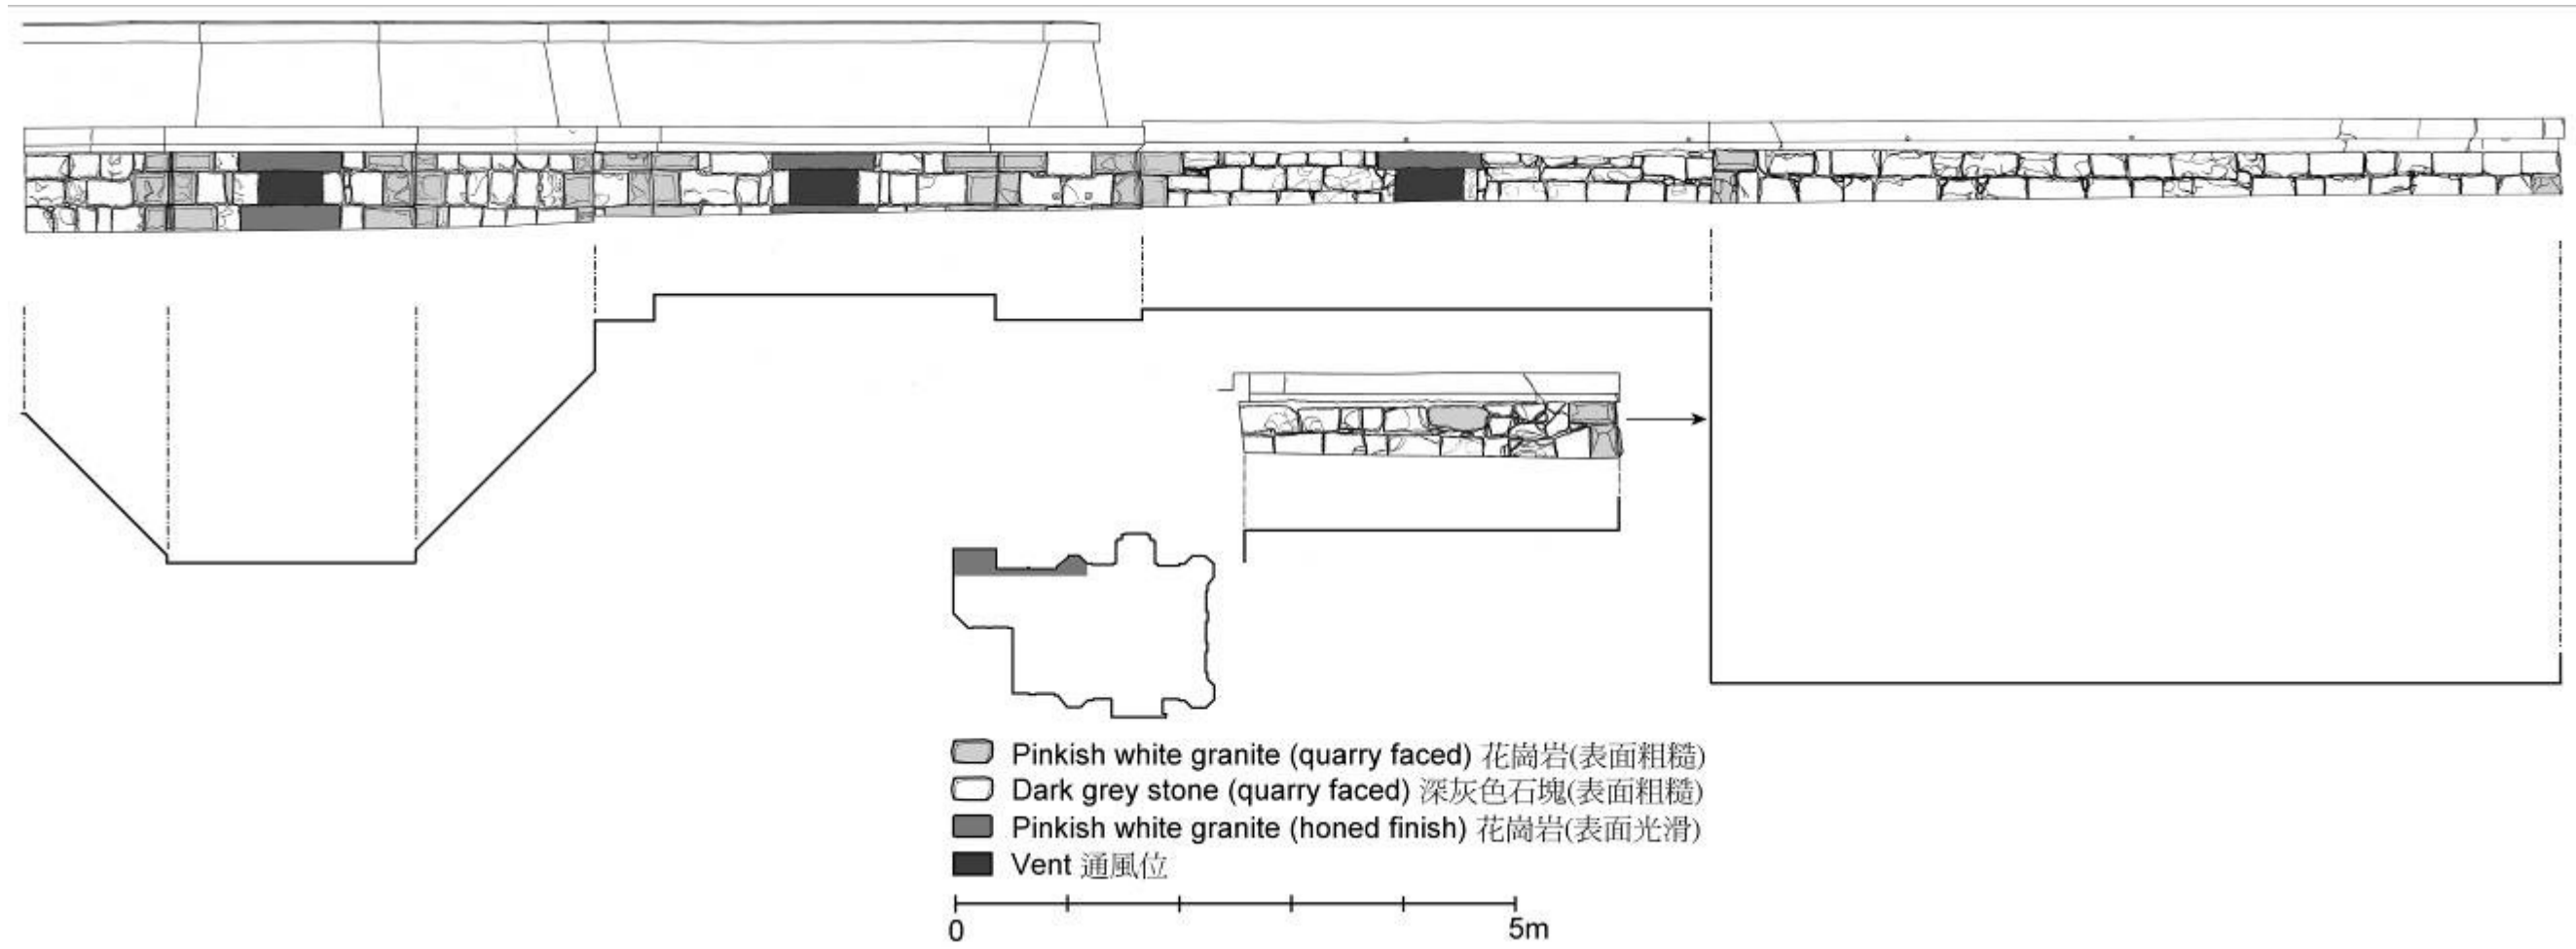 Pinkish white granite (quarry faced) 花崗岩(表面粗糙)
Dark grey stone (quarry faced) 深灰色石塊(表面粗糙)
Pinkish white granite (honed finish) 花崗岩(表面光滑)
Vent 通風位
0 5m